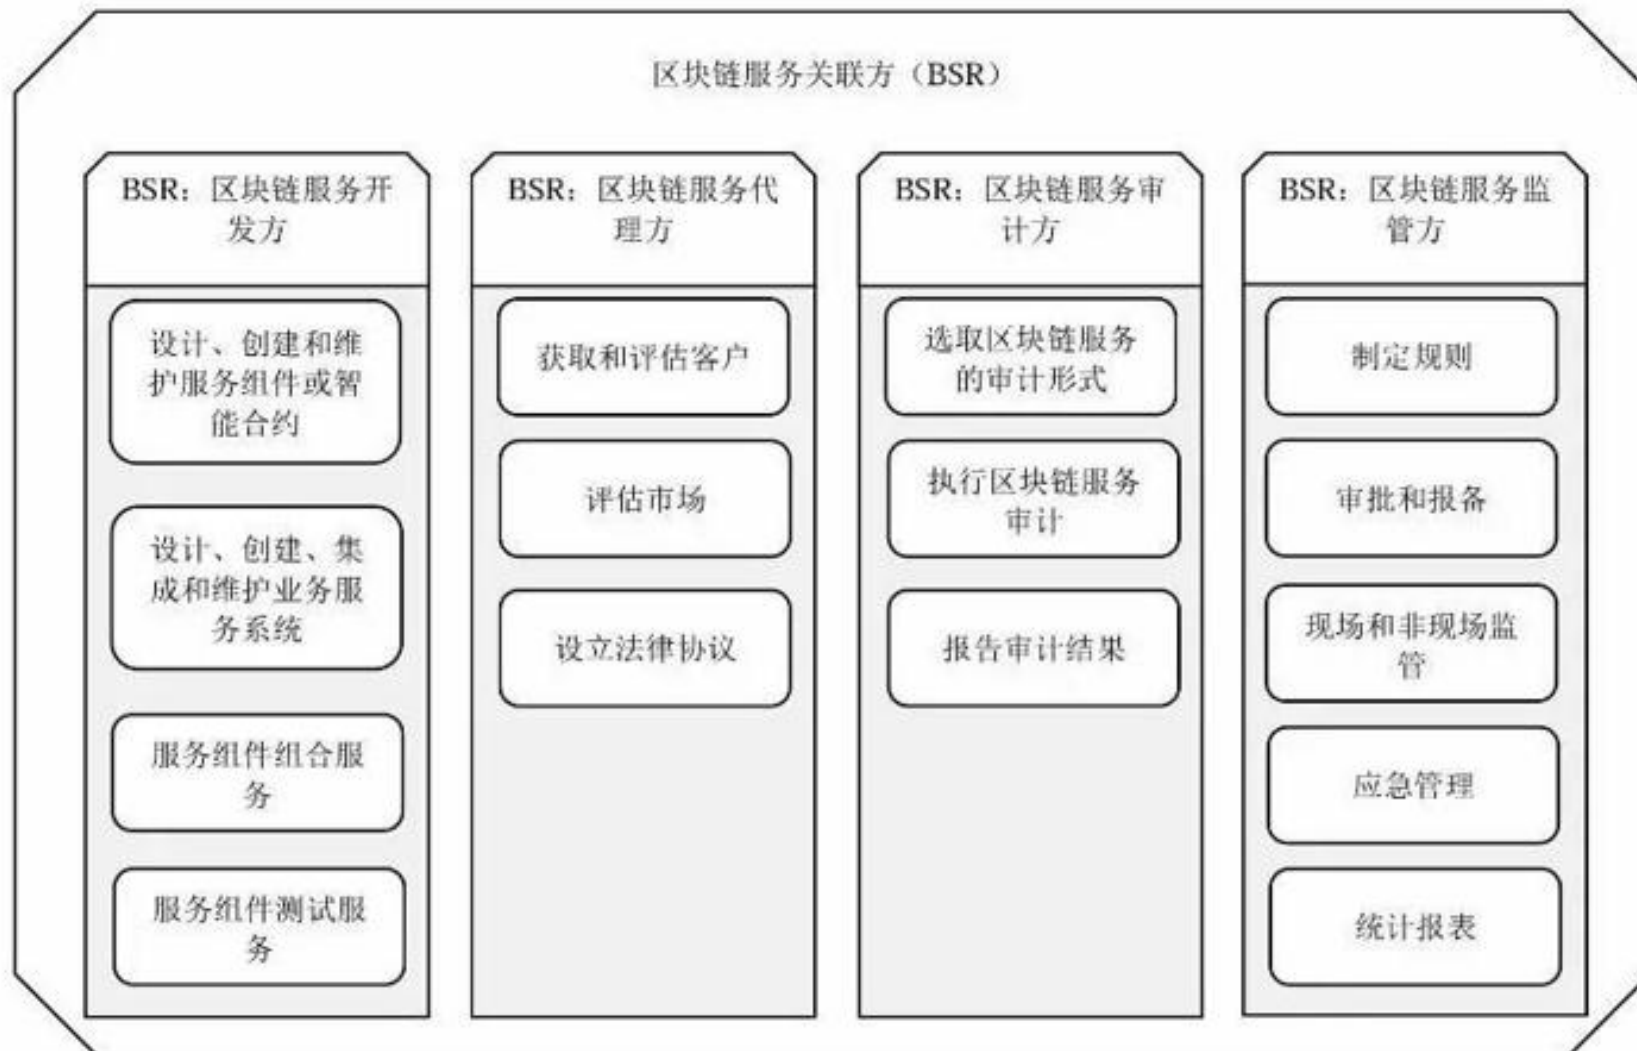 区块链服务关联方（BSR）
BSR：区块链服务开
发方
设计、创建和维
护服务组件或智
能合约
设计、创建、集
成和维护业务服
务系统
服务组件组合服
务
服务组件测试服
务
BSR：区块链服务代
理方
获取和评估客户
评估市场
设立法律协议
BSR：区块链服务审
计方
选取区块链服务
的审计形式
执行区块链服务
审计
报告审计结果
BSR：区块链服务监
管方
制定规则
审批和报备
现场和非现场监
管
应急管理
统计报表